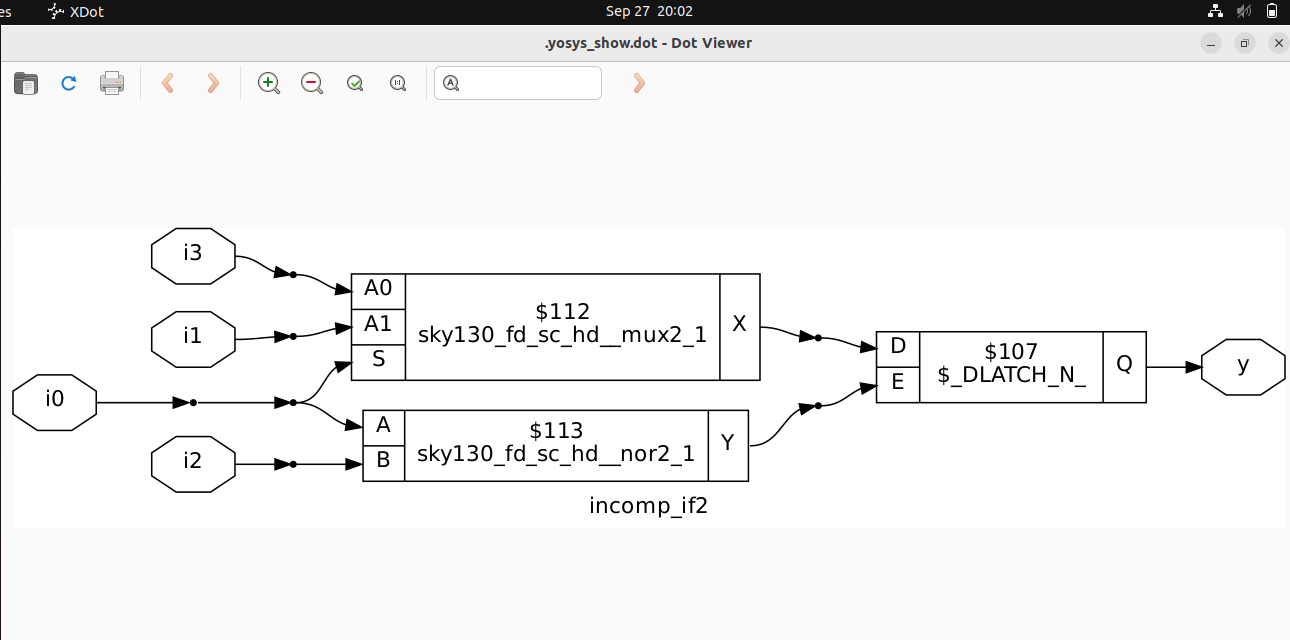 es XDot Sep 27 20:02
.yosys_show.dot - Dot Viewer
i3
i1
i0
i2
A0
A1
S
$112
sky130_fd_sc_hd__mux2_1
X
A
B
$113
sky130_fd_sc_hd__nor2_1
Y
D
E
$107
$_DLATCH_N_
Q
y
incomp_if2